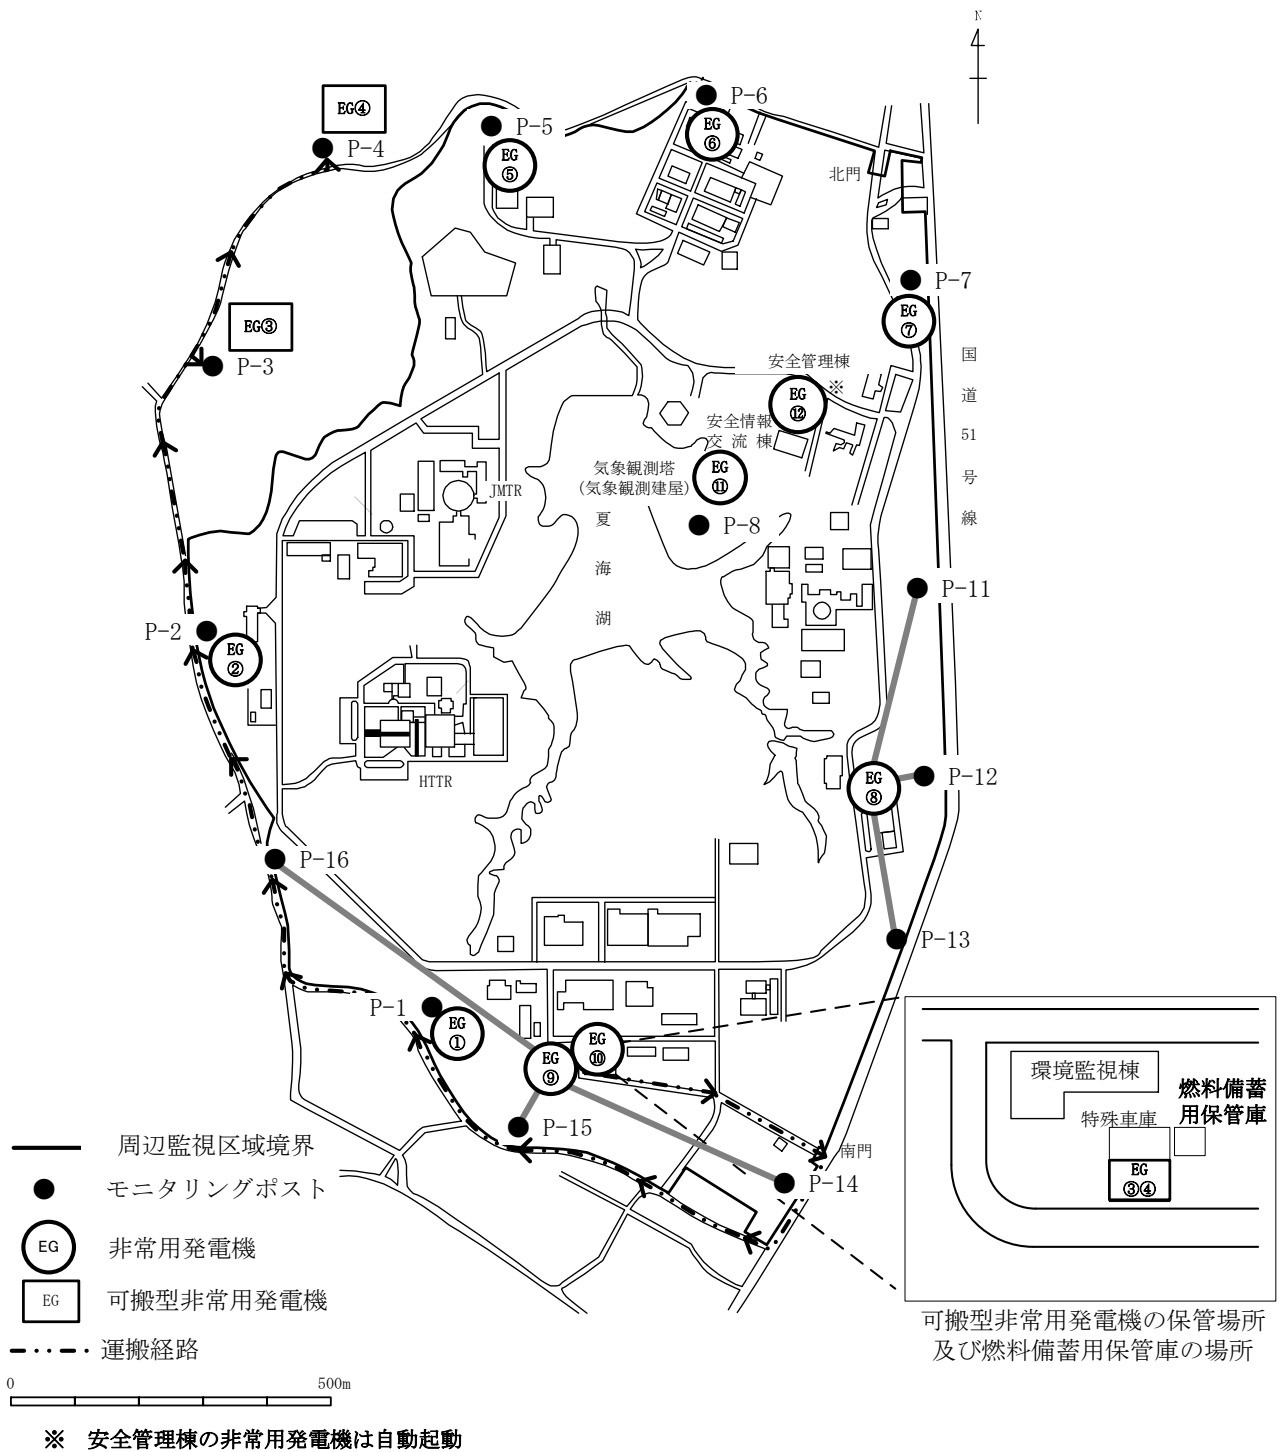 N
P-6
EG④
EG
⑥
P-5
P-4
EG
⑤
北門
P-7
EG
⑦
EG③
P-3
国
道
51
号
線
安全管理棟
※
EG
⑫
安全情報
交流棟
気象観測塔
(気象観測建屋)
EG
⑪
JMTR
夏
海
湖
P-8
P-11
P-2
EG
②
HTTR
P-12
EG
⑧
P-16
P-13
P-1
EG
①
EG
⑩
EG
⑨
P-15
南門
P-14
環境監視棟
燃料備蓄
用保管庫
特殊車庫
EG
③④
可搬型非常用発電機の保管場所
及び燃料備蓄用保管庫の場所
周辺監視区域境界
モニタリングポスト
EG 非常用発電機
EG 可搬型非常用発電機
運搬経路
0 500m
※ 安全管理棟の非常用発電機は自動起動